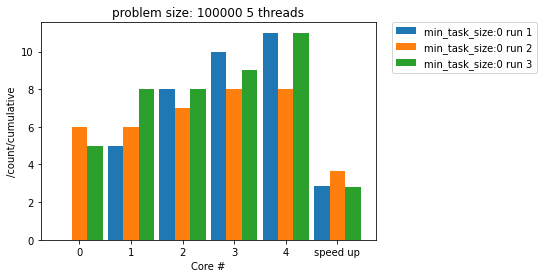 problem size: 100000 5 threads
min_task_size:0 run 1
min_task_size:0 run 2
min_task_size:0 run 3
/count/cumulative
10
8
6
4
2
0
0 1 2 3 4 speed up
Core #